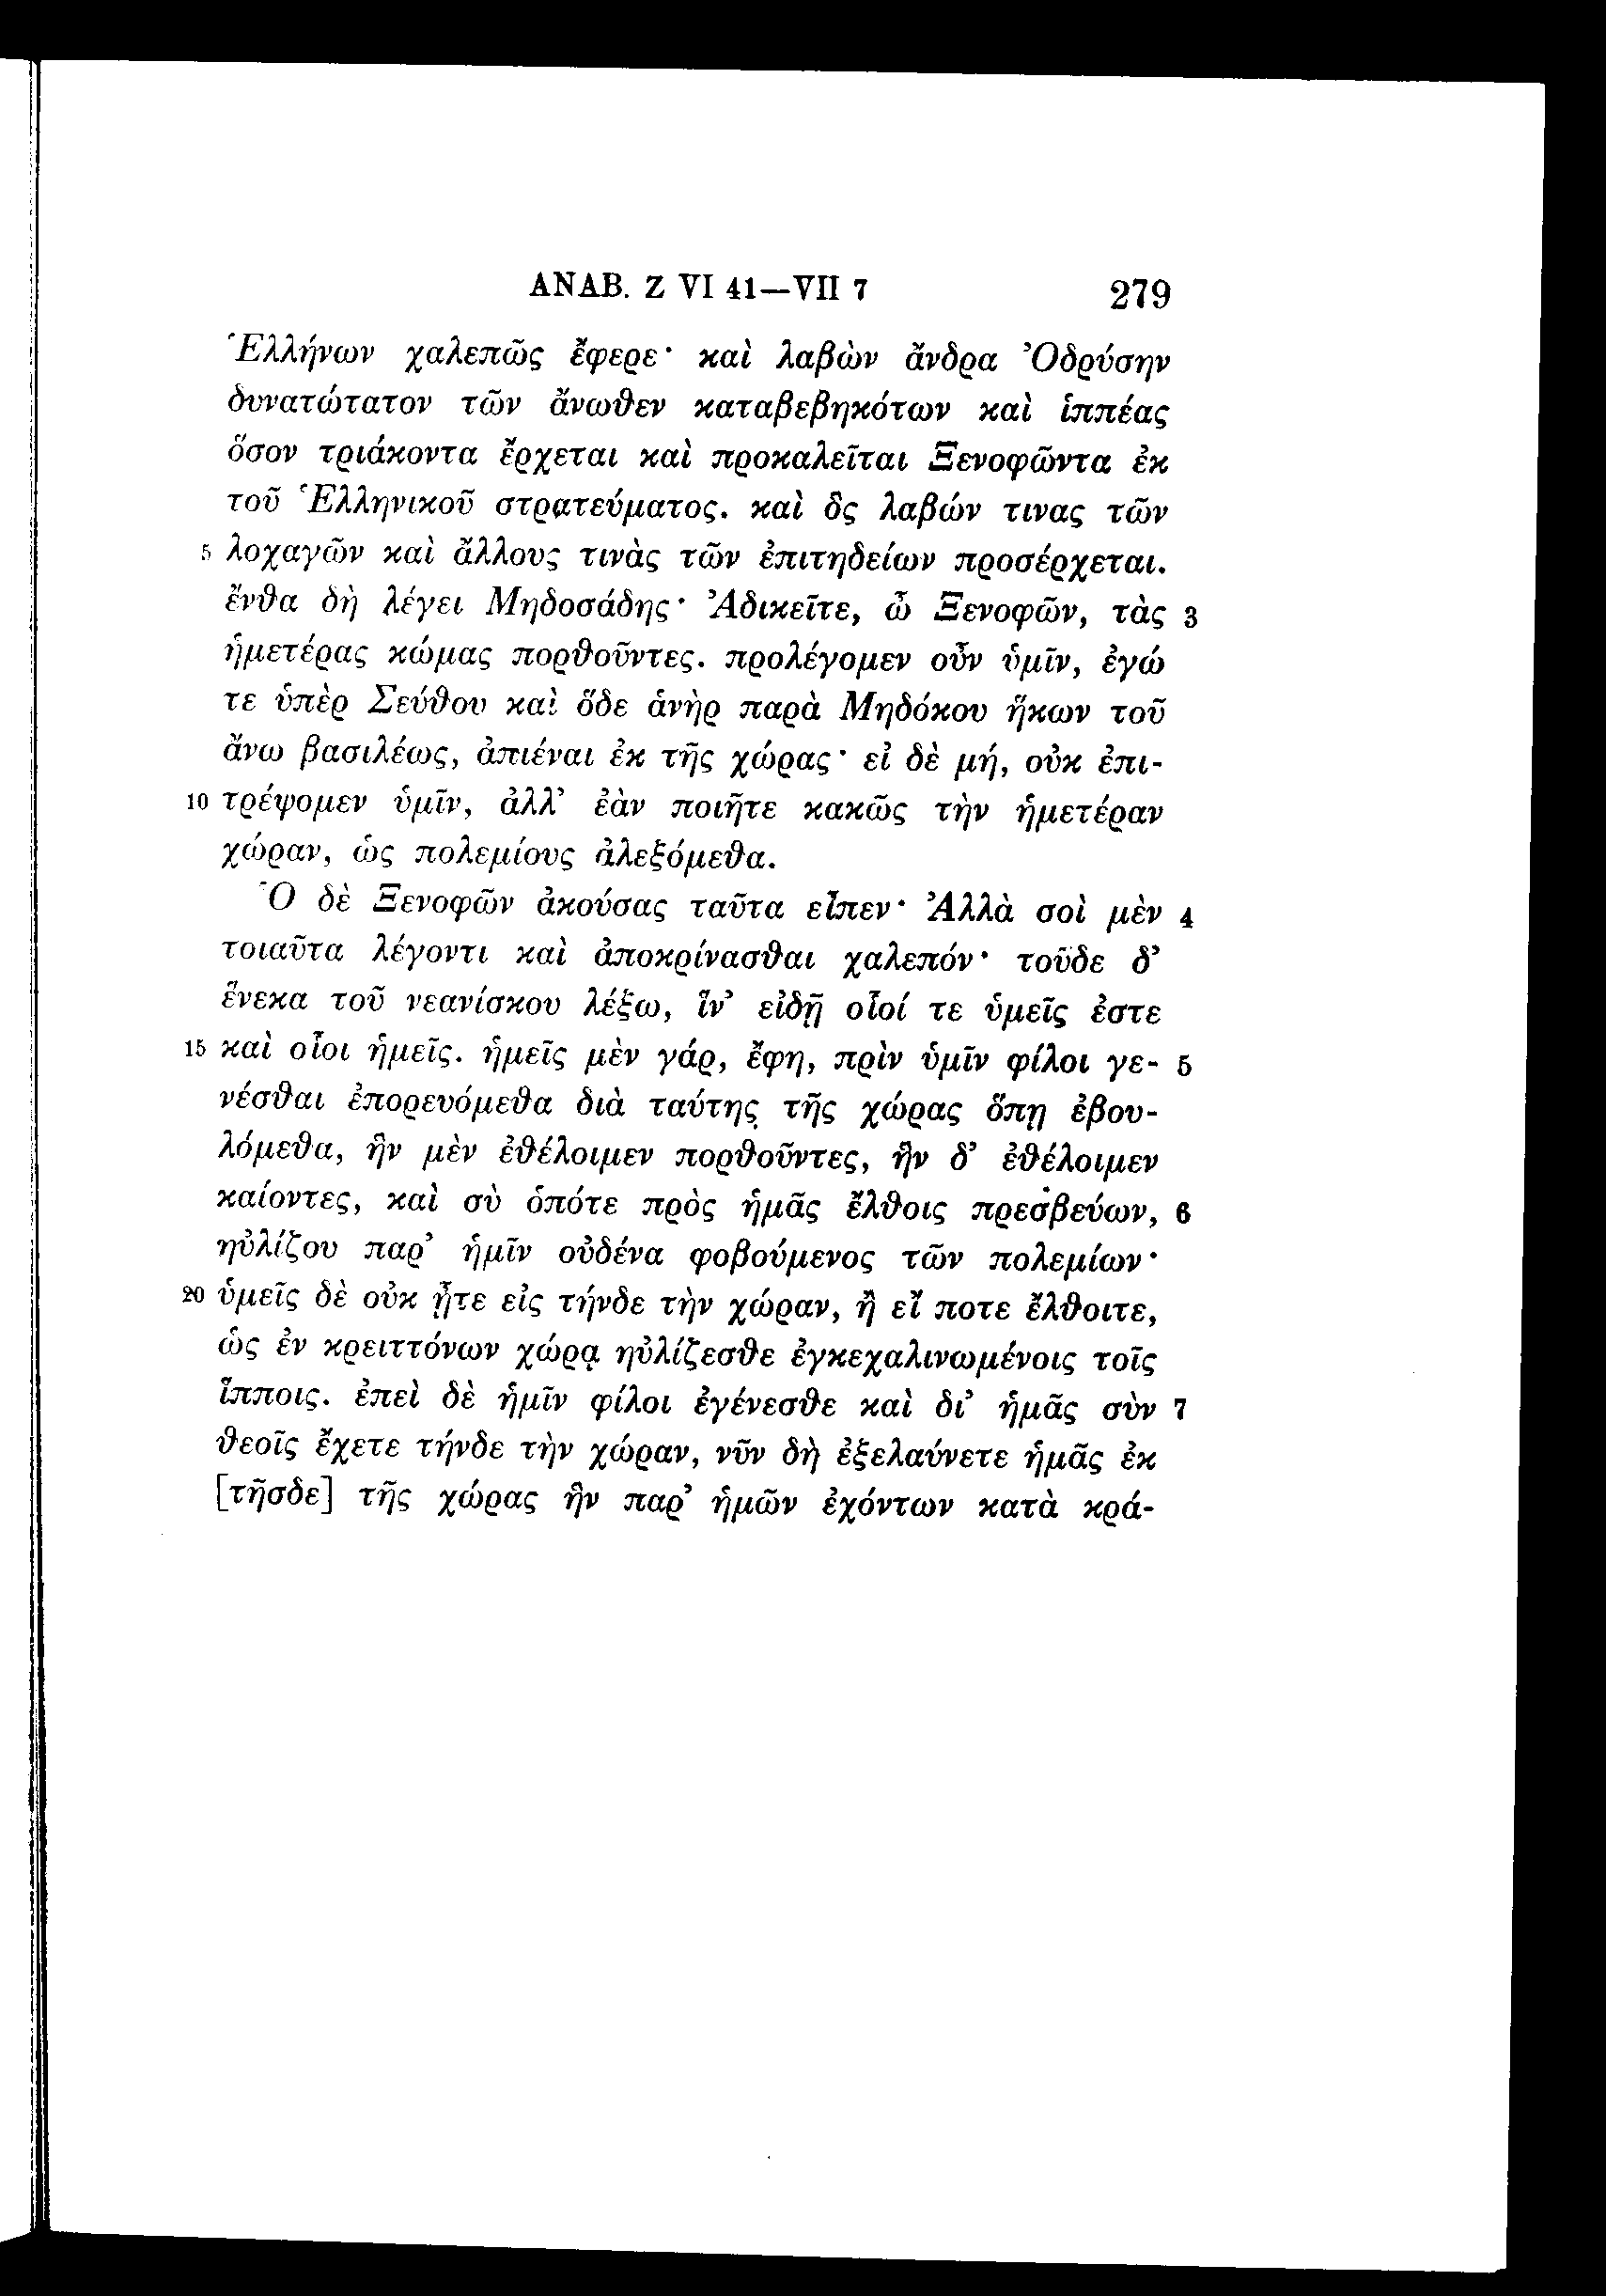 ΑΝΑΒ. Ζ VI 41—VII 7 279
Ἑλλήνων χαλεπῶς ἔφερε· καὶ λαβὼν ἄνδρα Ὀδρύσην
δυνατώτατον τῶν ἄνωθεν καταβεβηκότων καὶ ἱππέας
ὅσον τριάκοντα ἔρχεται καὶ προκαλεῖται Ξενοφῶντα ἐκ
τοῦ Ἑλληνικοῦ στρατεύματος. καὶ ὃς λαβών τινας τῶν
5 λοχαγῶν καὶ ἄλλους τινὰς τῶν ἐπιτηδείων προσέρχεται.
ἔνθα δὴ λέγει Μηδοσάδης· Ἀδικεῖτε, ὦ Ξενοφῶν, τὰς 3
ἡμετέρας κώμας πορθοῦντες. προλέγομεν οὖν ὑμῖν, ἐγώ
τε ὑπὲρ Σεύθου καὶ ὅδε ἁνὴρ παρὰ Μηδόκου ἥκων τοῦ
ἄνω βασιλέως, ἀπιέναι ἐκ τῆς χώρας· εἰ δὲ μή, οὐκ ἐπι-
10 τρέψομεν ὑμῖν, ἀλλ’ ἐὰν ποιῆτε κακῶς τὴν ἡμετέραν
χώραν, ὡς πολεμίους ἀλεξόμεθα.
Ὁ δὲ Ξενοφῶν ἀκούσας ταῦτα εἶπεν· Ἀλλὰ σοὶ μὲν 4
τοιαῦτα λέγοντι καὶ ἀποκρίνασθαι χαλεπόν· τοῦδε δ’
ἕνεκα τοῦ νεανίσκου λέξω, ἵν’ εἰδῇ οἷοί τε ὑμεῖς ἐστε
15 καὶ οἷοι ἡμεῖς. ἡμεῖς μὲν γάρ, ἔφη, πρὶν ὑμῖν φίλοι γε- 5
νέσθαι ἐπορευόμεθα διὰ ταύτης τῆς χώρας ὅπῃ ἐβου-
λόμεθα, ἣν μὲν ἐθέλοιμεν πορθοῦντες, ἣν δ’ ἐθέλοιμεν
καίοντες, καὶ σὺ ὁπότε πρὸς ἡμᾶς ἔλθοις πρεσβεύων, 6
ηὐλίζου παρ’ ἡμῖν οὐδένα φοβούμενος τῶν πολεμίων·
20 ὑμεῖς δὲ οὐκ ᾖτε εἰς τήνδε τὴν χώραν, ἢ εἴ ποτε ἔλθοιτε,
ὡς ἐν κρειττόνων χώρᾳ ηὐλίζεσθε ἐγκεχαλινωμένοις τοῖς
ἵπποις. ἐπεὶ δὲ ἡμῖν φίλοι ἐγένεσθε καὶ δι’ ἡμᾶς σὺν 7
θεοῖς ἔχετε τήνδε τὴν χώραν, νῦν δὴ ἐξελαύνετε ἡμᾶς ἐκ
[τῆσδε] τῆς χώρας ἣν παρ’ ἡμῶν ἐχόντων κατὰ κρά-